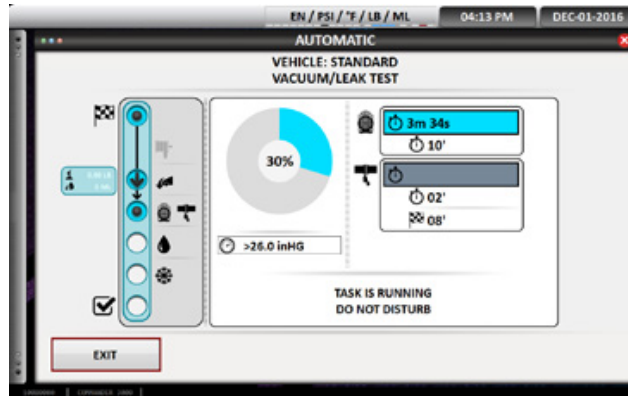 EN / PSI / °F / LB / ML
04:13 PM
DEC-01-2016
AUTOMATIC
VEHICLE: STANDARD
VACUUM/LEAK TEST
3m 34s
10'
30%
02'
08'
>26.0 inHG
TASK IS RUNNING
DO NOT DISTURB
EXIT